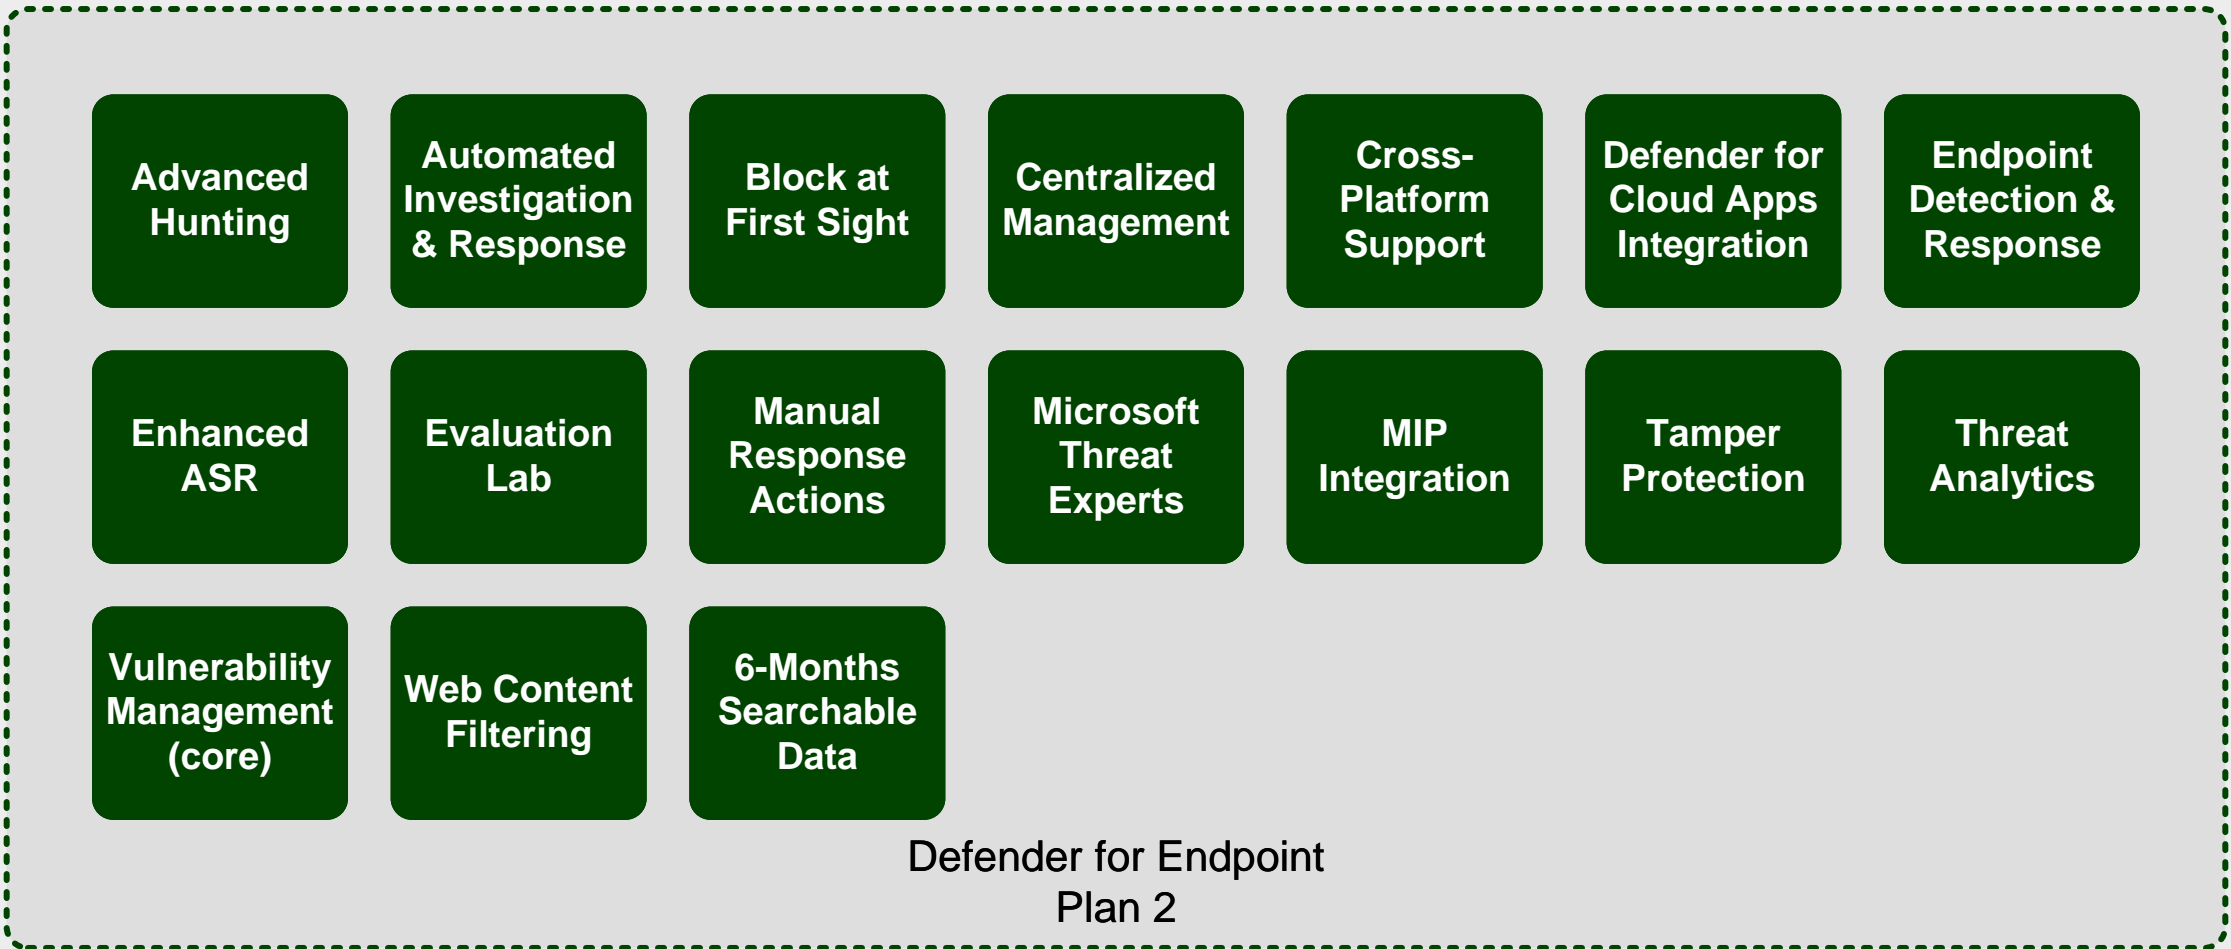 Advanced
Hunting
Automated
Investigation
& Response
Block at
First Sight
Centralized
Management
Cross-
Platform
Support
Defender for
Cloud Apps
Integration
Endpoint
Detection &
Response
Enhanced
ASR
Evaluation
Lab
Manual
Response
Actions
Microsoft
Threat
Experts
MIP
Integration
Tamper
Protection
Threat
Analytics
Vulnerability
Management
(core)
Web Content
Filtering
6-Months
Searchable
Data
Defender for Endpoint
Plan 2